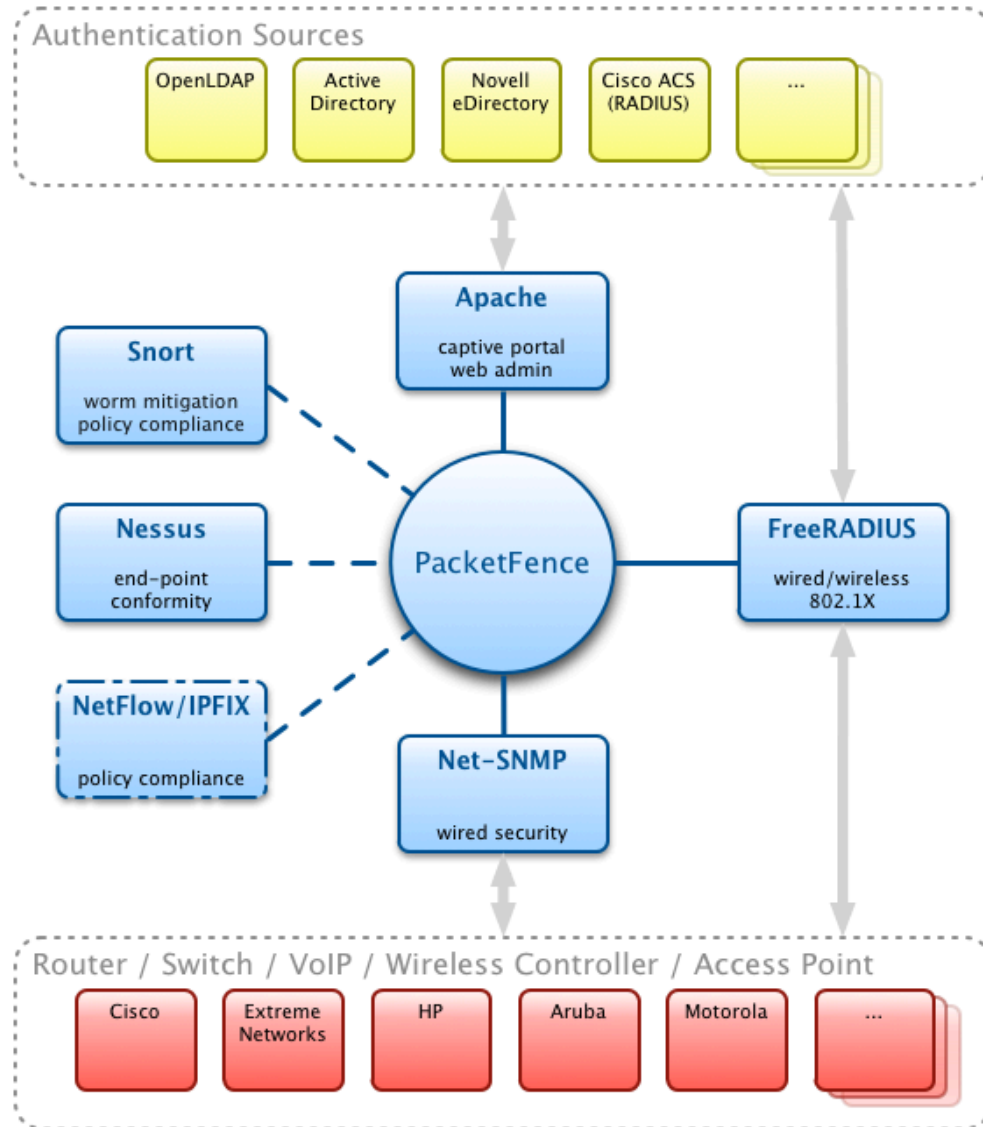 Authentication Sources
OpenLDAP
Active
Directory
Novell
eDirectory
Cisco ACS
(RADIUS)
...
Apache
captive portal
web admin
Snort
worm mitigation
policy compliance
Nessus
end-point
conformity
PacketFence
FreeRADIUS
wired/wireless
802.1X
NetFlow/IPFIX
policy compliance
Net-SNMP
wired security
Router / Switch / VoIP / Wireless Controller / Access Point
Cisco
Extreme
Networks
HP
Aruba
Motorola
...